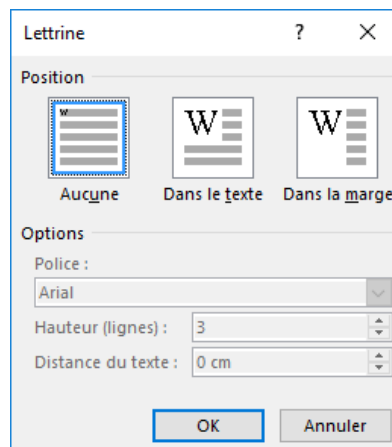 Lettrine ?
Position
W W W
Aucune Dans le texte Dans la marge
Options
Police :
Arial
Hauteur (lignes) : 3
Distance du texte : 0 cm
OK Annuler